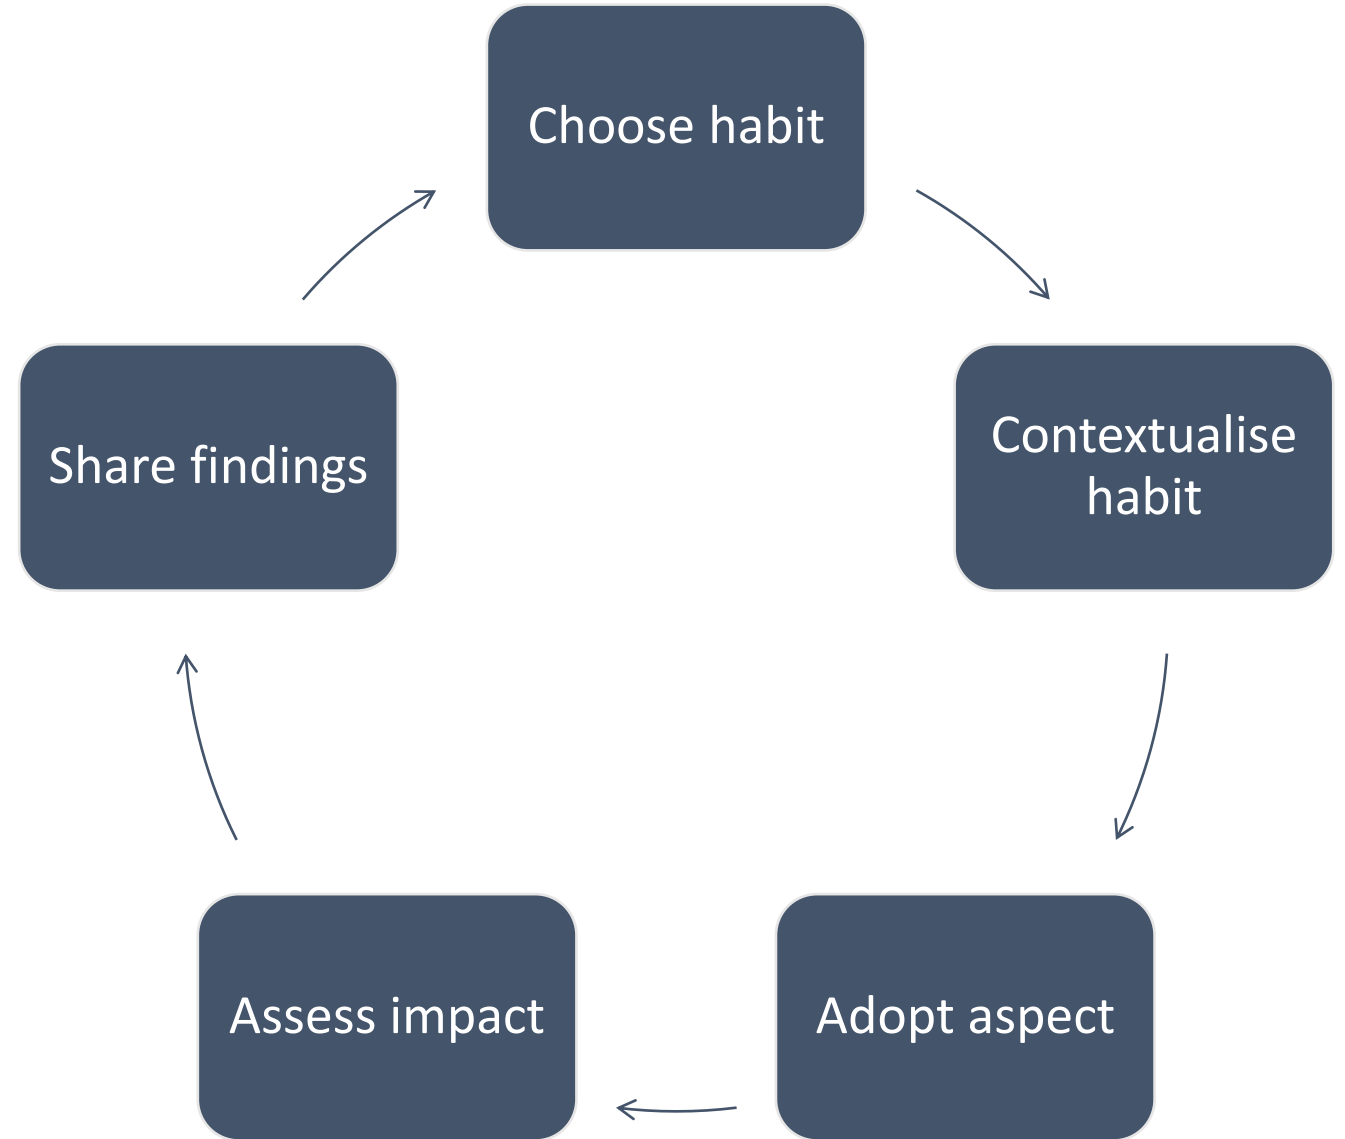 Choose habit
Contextualise
habit
Adopt aspect
Assess impact
Share findings